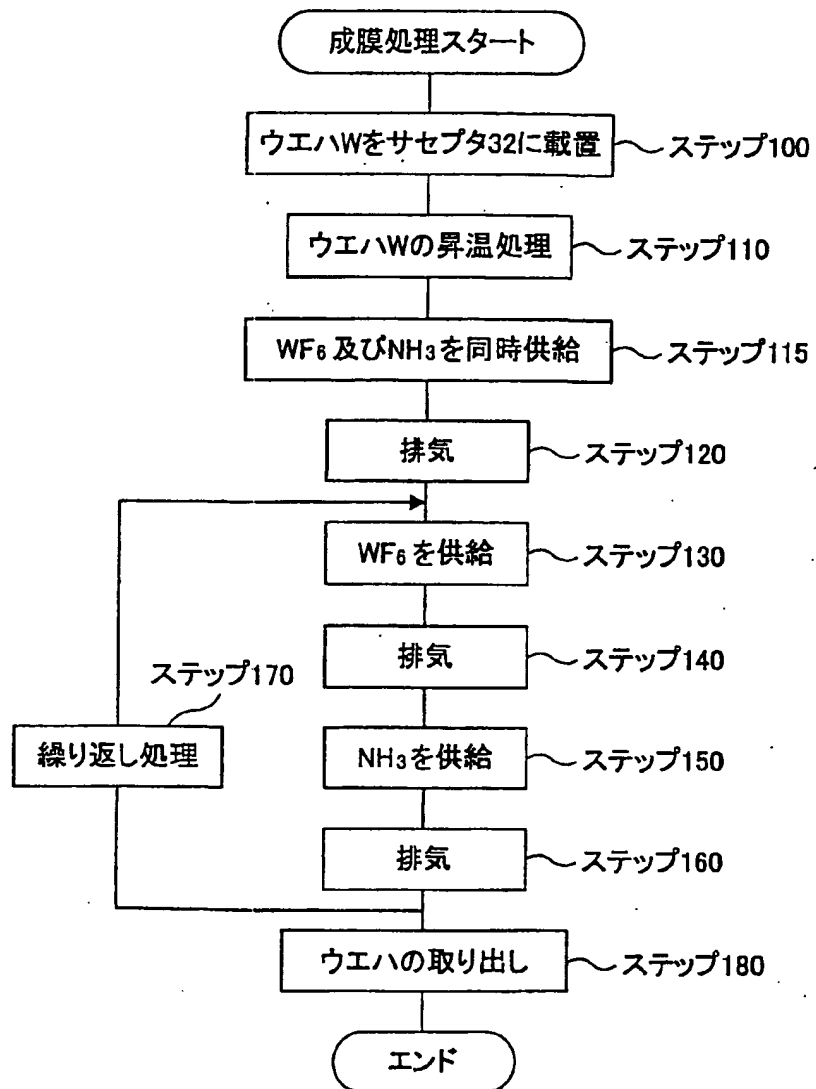 成膜処理スタート
ウエハWをサセプタ32に載置
ステップ100
ウエハWの昇温処理
ステップ110
WF₆及びNH₃を同時供給
ステップ115
排気
ステップ120
WF₆を供給
ステップ130
排気
ステップ140
ステップ170
繰り返し処理
NH₃を供給
ステップ150
排気
ステップ160
ウエハの取り出し
ステップ180
エンド